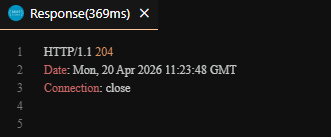 Response(369ms)
1 HTTP/1.1 204
2 Date: Mon, 20 Apr 2026 11:23:48 GMT
3 Connection: close
4
5